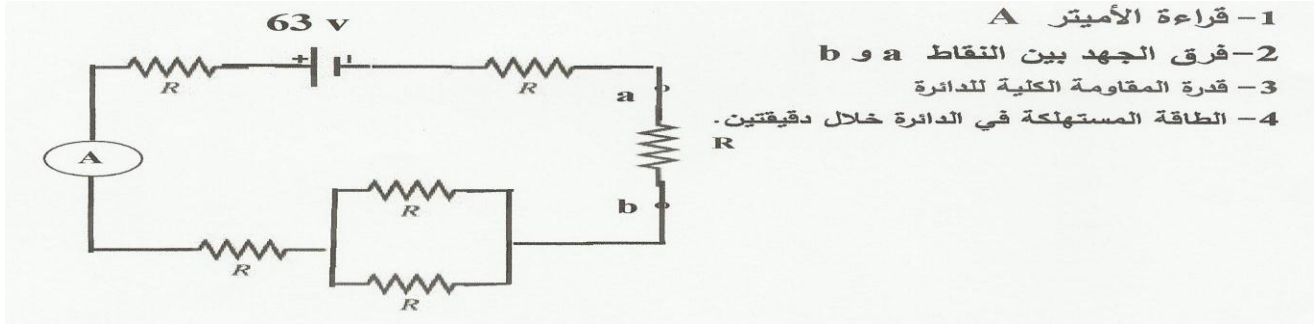 63 v
+
R
R
a
R
A
b
R
R
R
1- قراءة الأميتر A
2- فرق الجهد بين النقاط a و b
3- قدرة المقاومة الكلية للدائرة
4- الطاقة المستهلكة في الدائرة خلال دقيقتين.